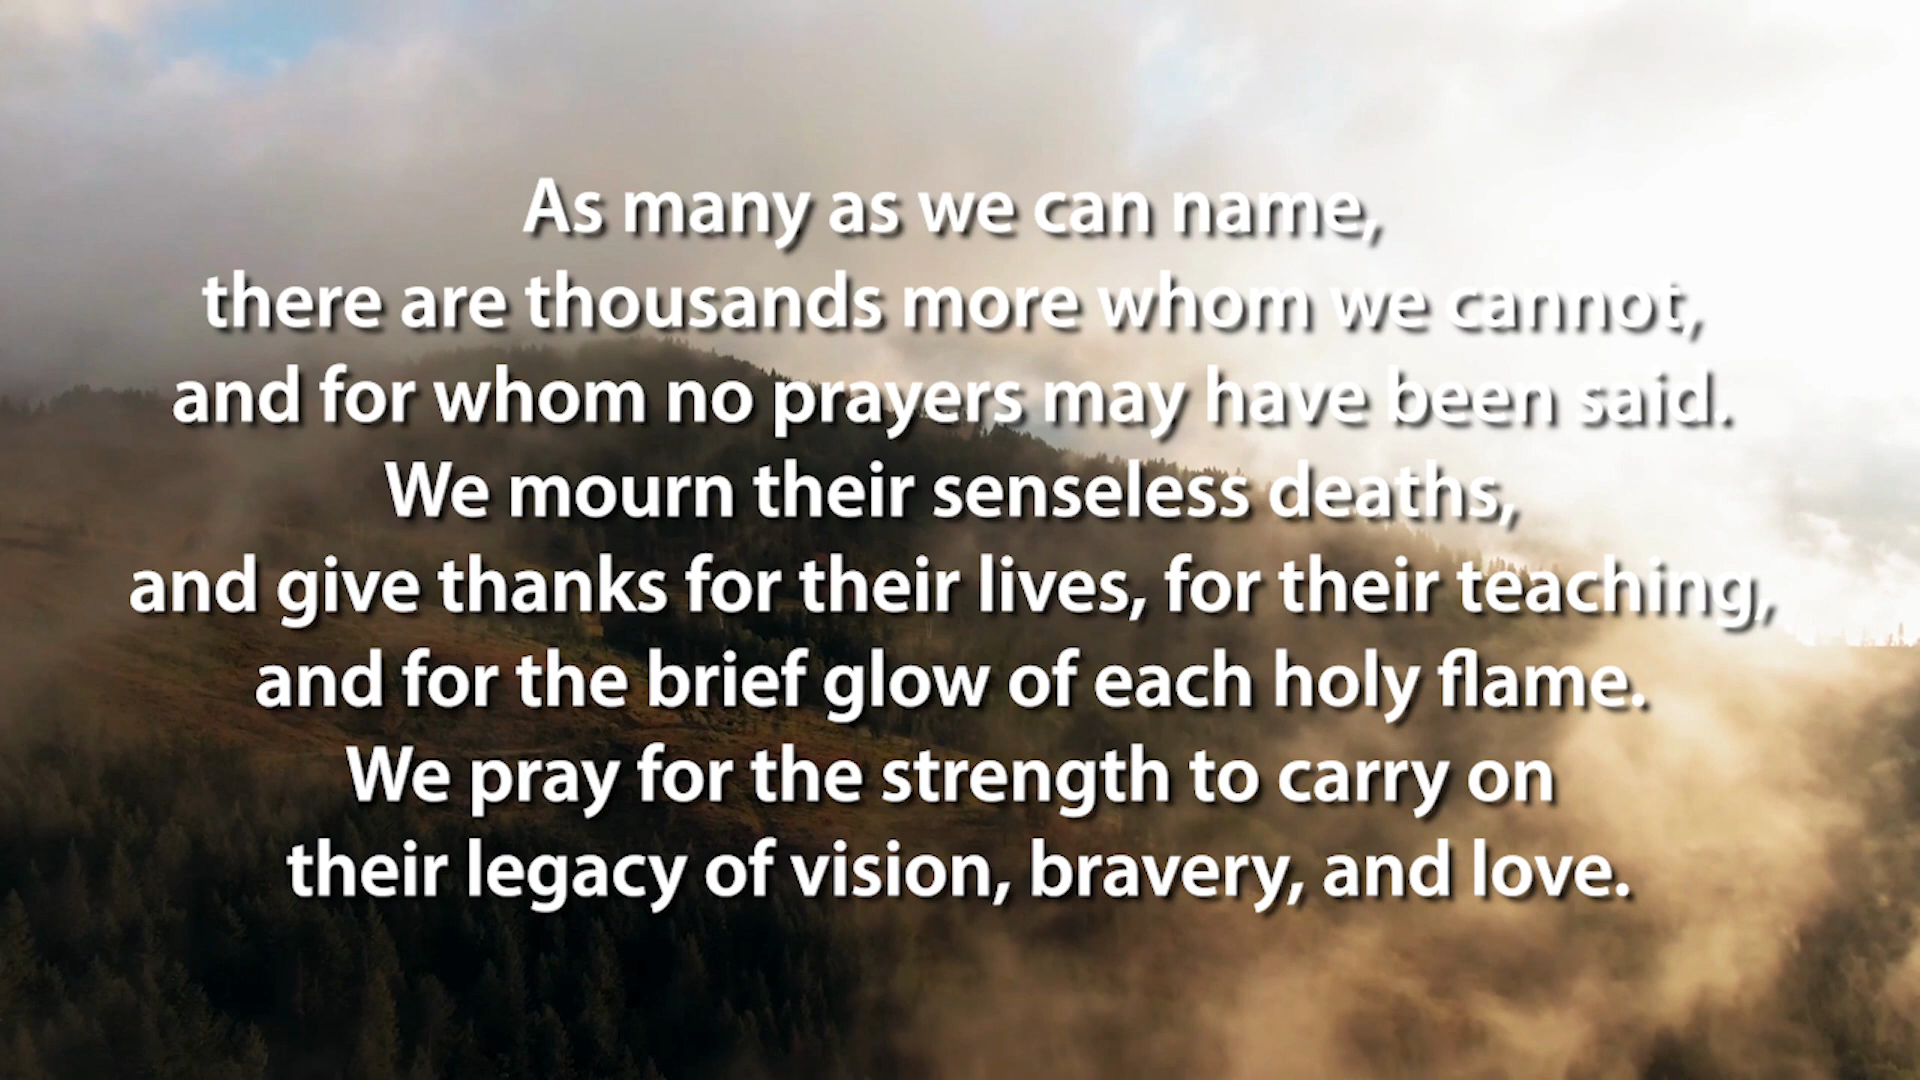 As many as we can name,
there are thousands more whom we cannot,
and for whom no prayers may have been said.
We mourn their senseless deaths,
and give thanks for their lives, for their teaching,
and for the brief glow of each holy flame.
We pray for the strength to carry on
their legacy of vision, bravery, and love.